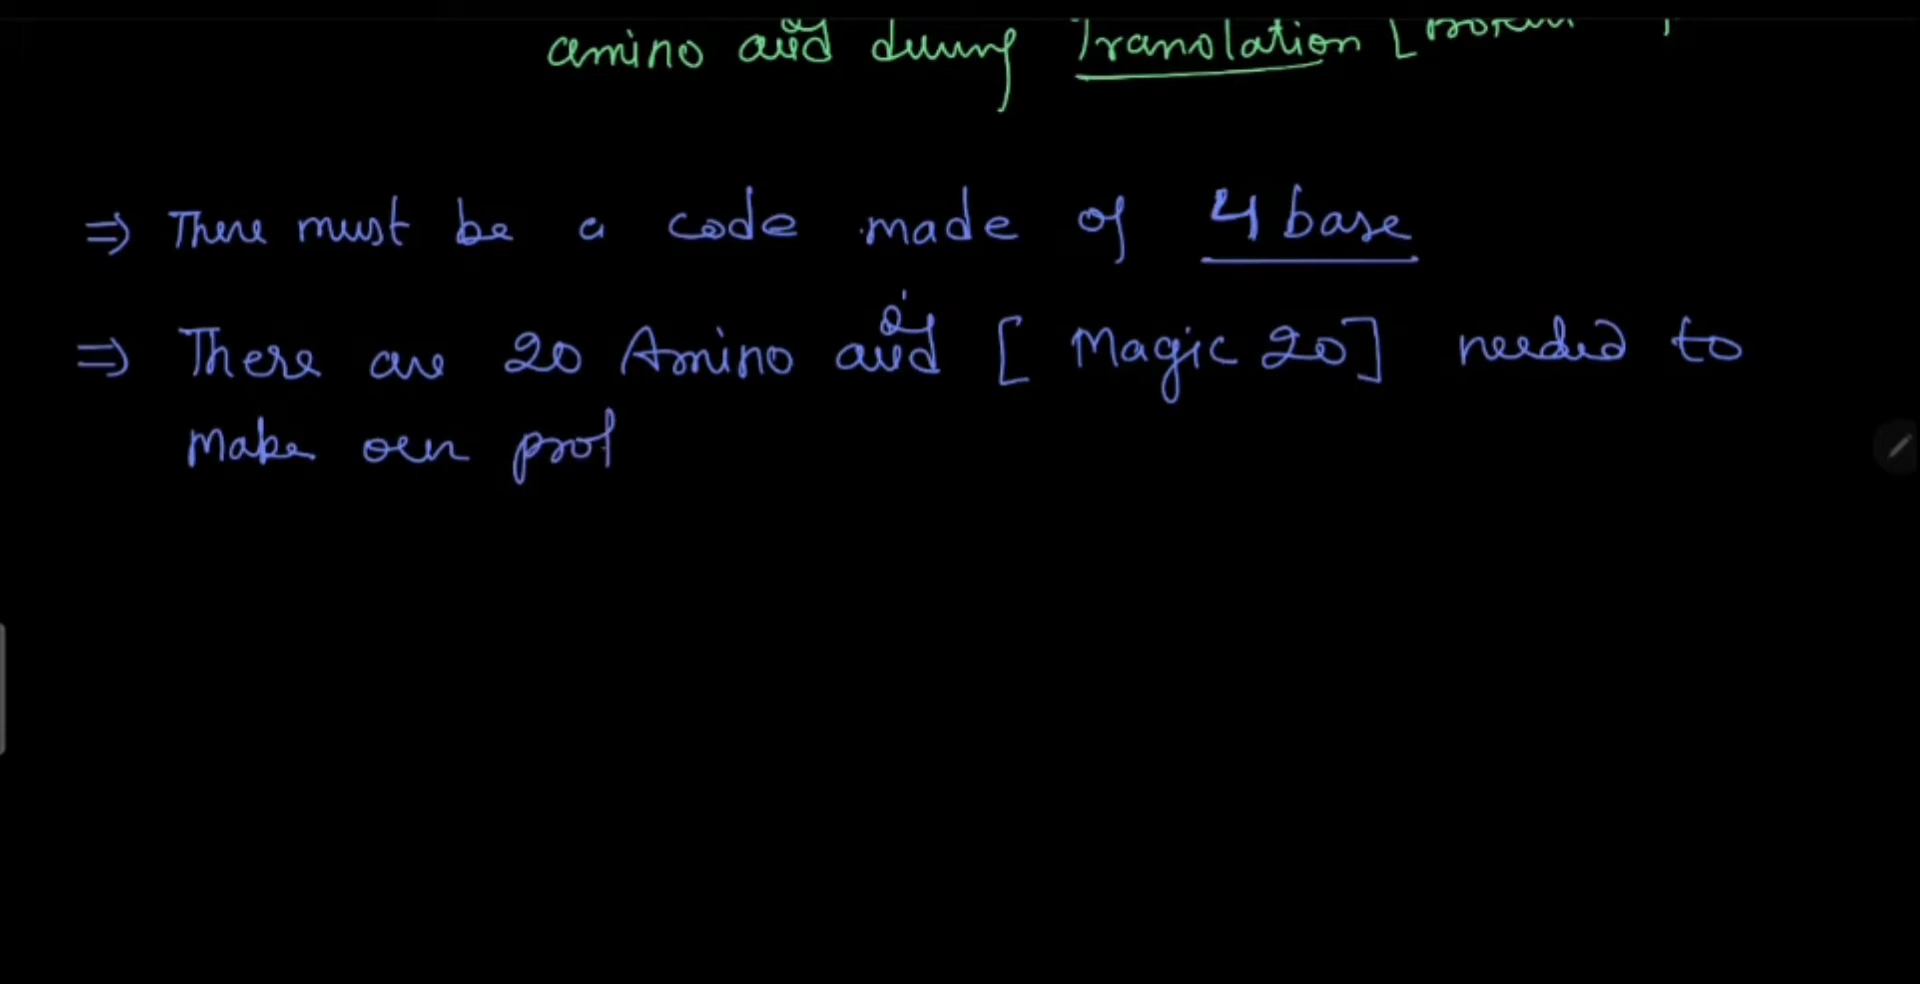 amino acid during Translation [
⇒ There must be a code made of 4 base
⇒ There are 20 Amino acid [ Magic 20] needed to
make our prot